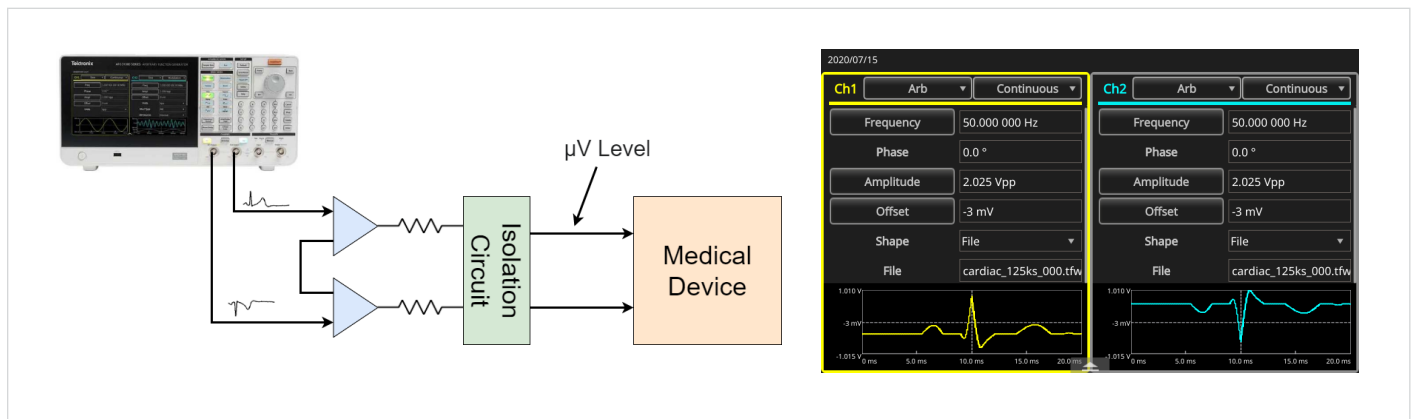 Tektronix
µV Level
Isolation
Circuit
Medical
Device
2020/07/15
Ch1 Arb Continuous
Frequency 50.000 000 Hz
Phase 0.0 °
Amplitude 2.025 Vpp
Offset -3 mV
Shape File
File cardiac_125ks_000.tfw
1.010 V
-3 mV
-1.015 V
0 ms 5.0 ms 10.0 ms 15.0 ms 20.0 ms
Ch2 Arb Continuous
Frequency 50.000 000 Hz
Phase 0.0 °
Amplitude 2.025 Vpp
Offset -3 mV
Shape File
File cardiac_125ks_000.tfw
1.010 V
-3 mV
-1.015 V
0 ms 5.0 ms 10.0 ms 15.0 ms 20.0 ms